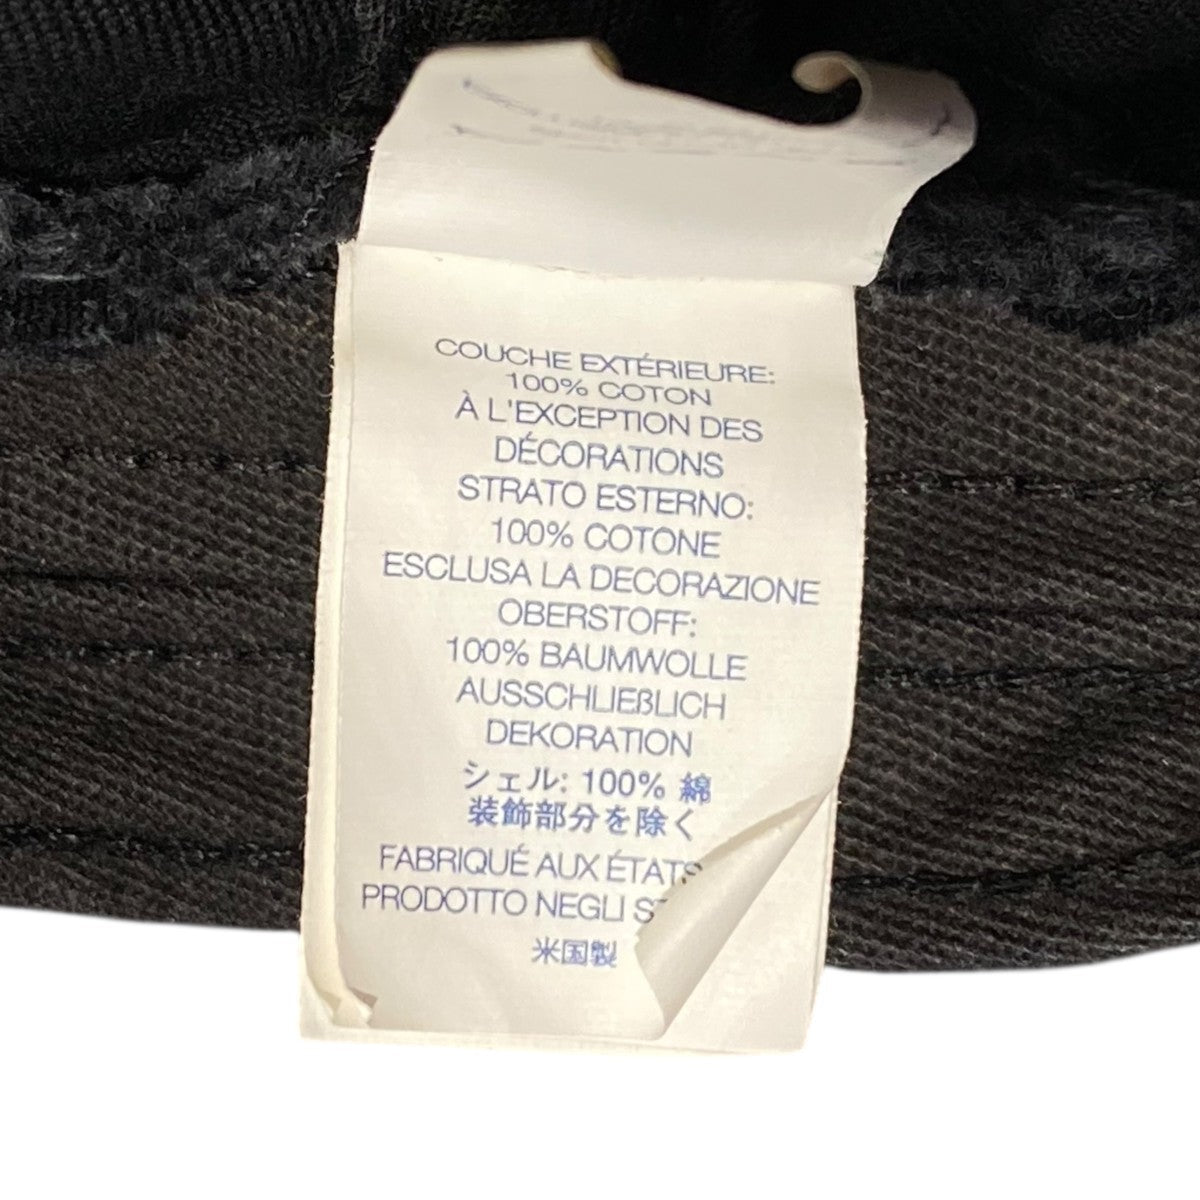 COUCHE EXTÉRIEURE:
100% COTON
À L'EXCEPTION DES
DÉCORATIONS
STRATO ESTERNO:
100% COTONE
ESCLUSA LA DECORAZIONE
OBERSTOFF:
100% BAUMWOLLE
AUSSCHLIEßLICH
DEKORATION
シェル: 100% 綿
装飾部分を除く
FABRIQUÉ AUX ÉTATS
PRODOTTO NEGLI
米国製